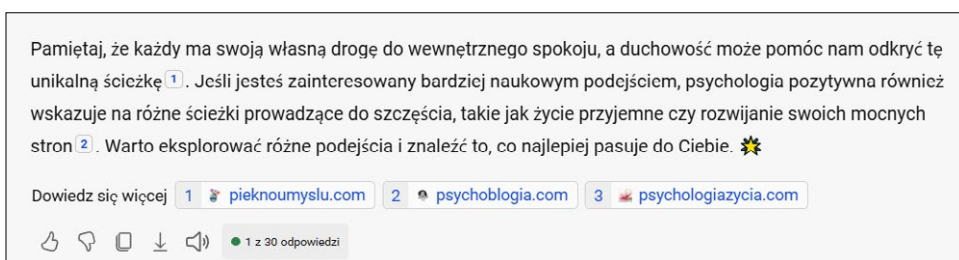 Pamiętaj, że każdy ma swoją własną drogę do wewnętrznego spokoju, a duchowość może pomóc nam odkryć tę
unikalną ścieżkę 1 . Jeśli jesteś zainteresowany bardziej naukowym podejściem, psychologia pozytywna również
wskazuje na różne ścieżki prowadzące do szczęścia, takie jak życie przyjemne czy rozwijanie swoich mocnych
stron 2 . Warto eksplorować różne podejścia i znaleźć to, co najlepiej pasuje do Ciebie.
Dowiedz się więcej 1 pieknoumyslu.com 2 psychoblogia.com 3 psychologiazycia.com
1 z 30 odpowiedzi